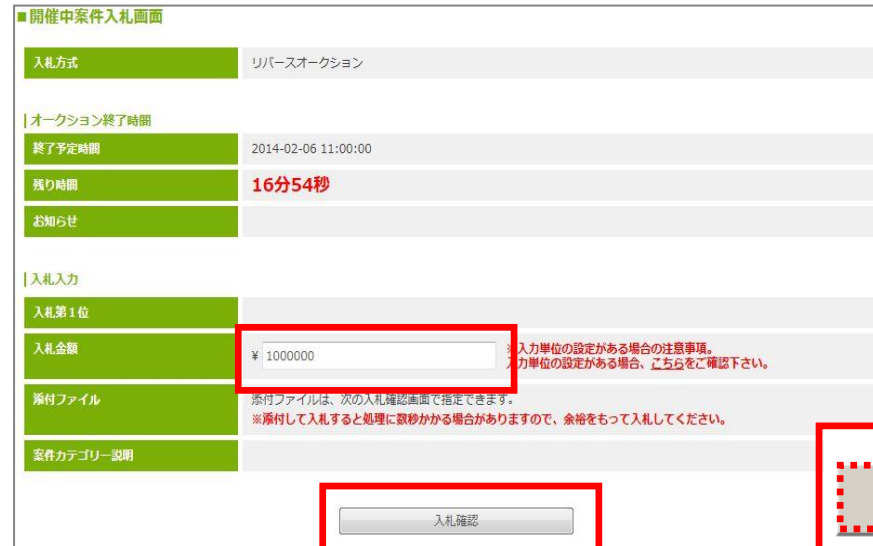 ■開催中案件入札画面
入札方式 リバースオークション
オークション終了時間
終了予定時間 2014-02-06 11:00:00
残り時間 16分54秒
お知らせ
入札入力
入札第1位
入札金額 ¥ 1000000 ※入力単位の設定がある場合の注意事項。
入力単位の設定がある場合、こちらをご確認下さい。
添付ファイル 添付ファイルは、次の入札確認画面で指定できます。
※添付して入札すると処理に数秒かかる場合がありますので、余裕をもって入札してください。
案件カテゴリー説明
入札確認